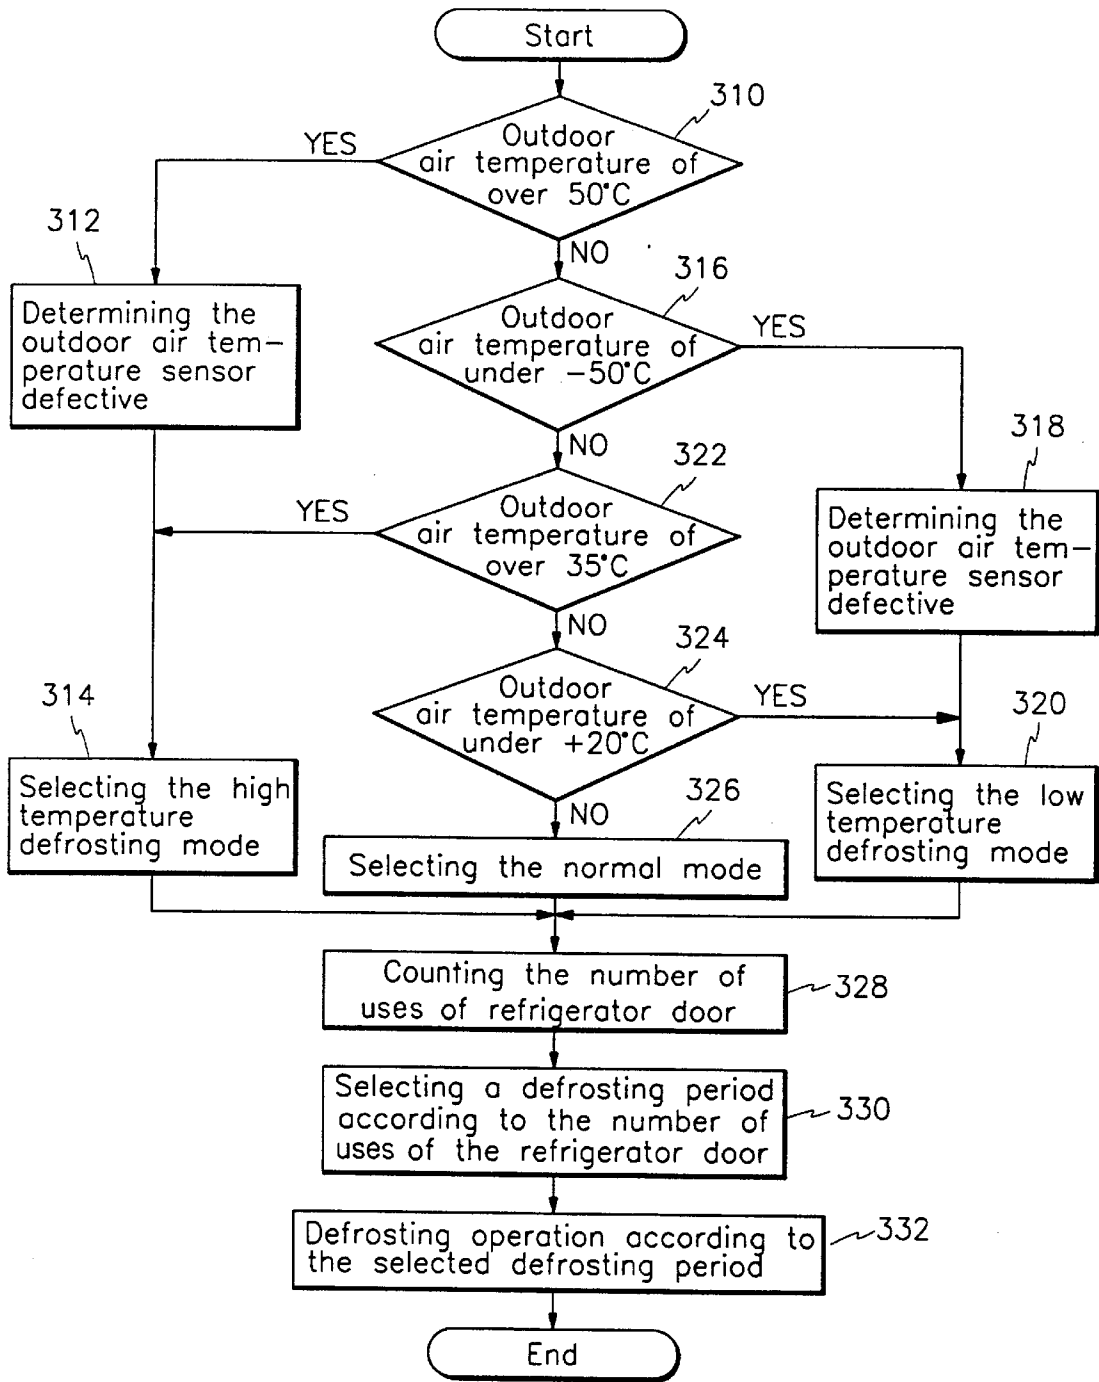 Start
310
Outdoor
air temperature of
over 50°C
YES
NO
312
Determining the
outdoor air tem-
perature sensor
defective
316
Outdoor
air temperature of
under -50°C
YES
NO
318
Determining the
outdoor air tem-
perature sensor
defective
322
Outdoor
air temperature of
over 35°C
YES
NO
324
Outdoor
air temperature of
under +20°C
YES
NO
314
Selecting the high
temperature
defrosting mode
320
Selecting the low
temperature
defrosting mode
326
Selecting the normal mode
Counting the number of
uses of refrigerator door
328
Selecting a defrosting period
according to the number of
uses of the refrigerator door
330
Defrosting operation according to
the selected defrosting period
332
End